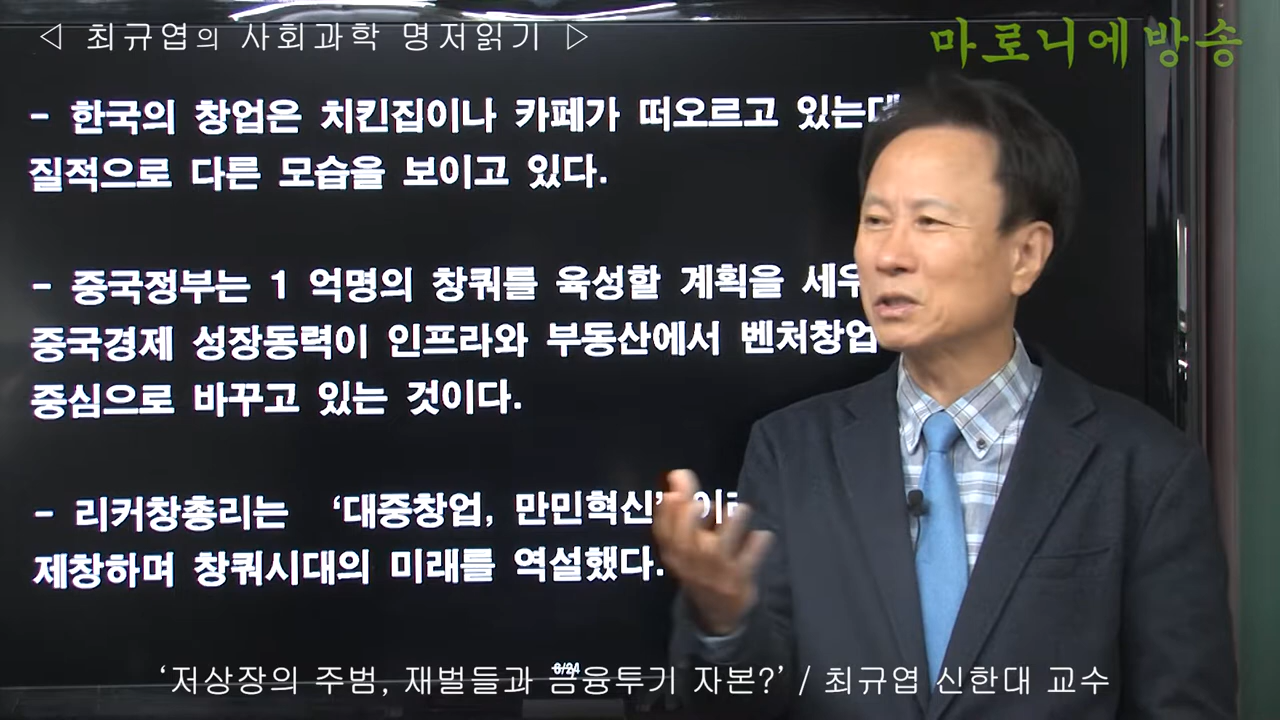 ◁ 최규엽의 사회과학 명저읽기 ▷
마로니에방송
- 한국의 창업은 치킨집이나 카페가 떠오르고
질적으로 다른 모습을 보이고 있다.
- 중국정부는 1 억명의 창쿼를 육성할 계획을
중국경제 성장동력이 인프라와 부동산에서 벤처창업
중심으로 바꾸고 있는 것이다.
- 리커창총리는 ‘대중창업, 만민혁신’
제창하며 창쿼시대의 미래를 역설했다.
8/24
‘저상장의 주범, 재벌들과 금융투기 자본?’ / 최규엽 신한대 교수